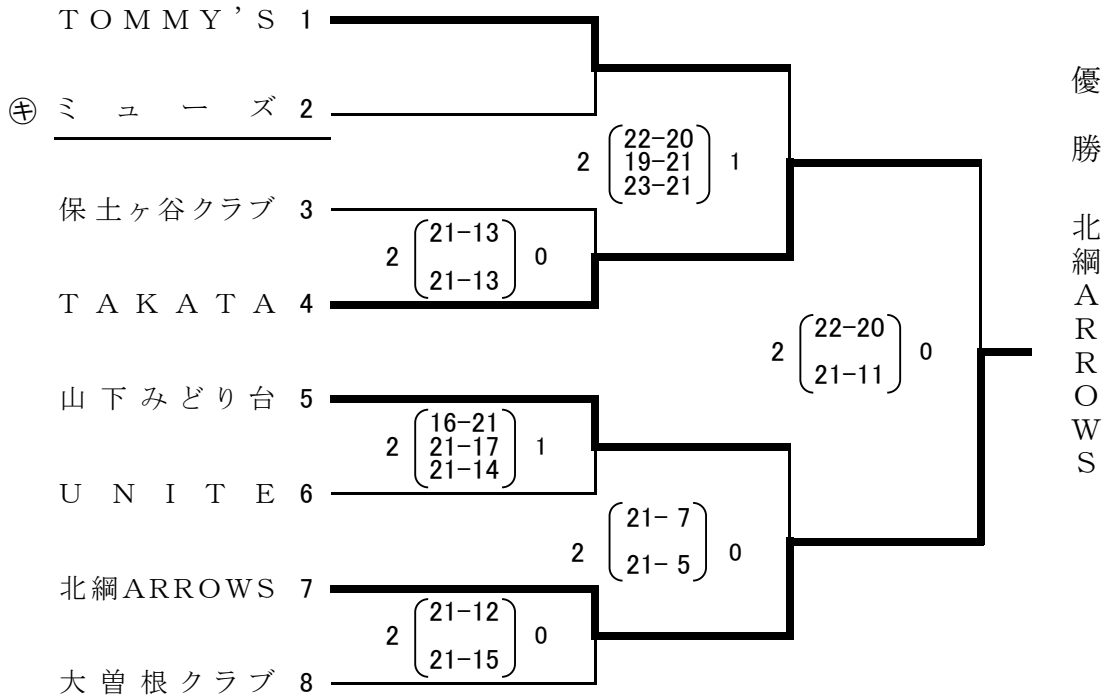 TOMMY’S 1
㋖ ミューズ 2
2 22-20 1
19-21
23-21
保土ヶ谷クラブ 3
2 21-13 0
21-13
TAKATA 4
2 22-20 0
21-11
山下みどり台 5
2 16-21 1
21-17
21-14
UNITE 6
2 21- 7 0
21- 5
北綱ARROWS 7
2 21-12 0
21-15
大曽根クラブ 8
優勝 北綱ARROWS